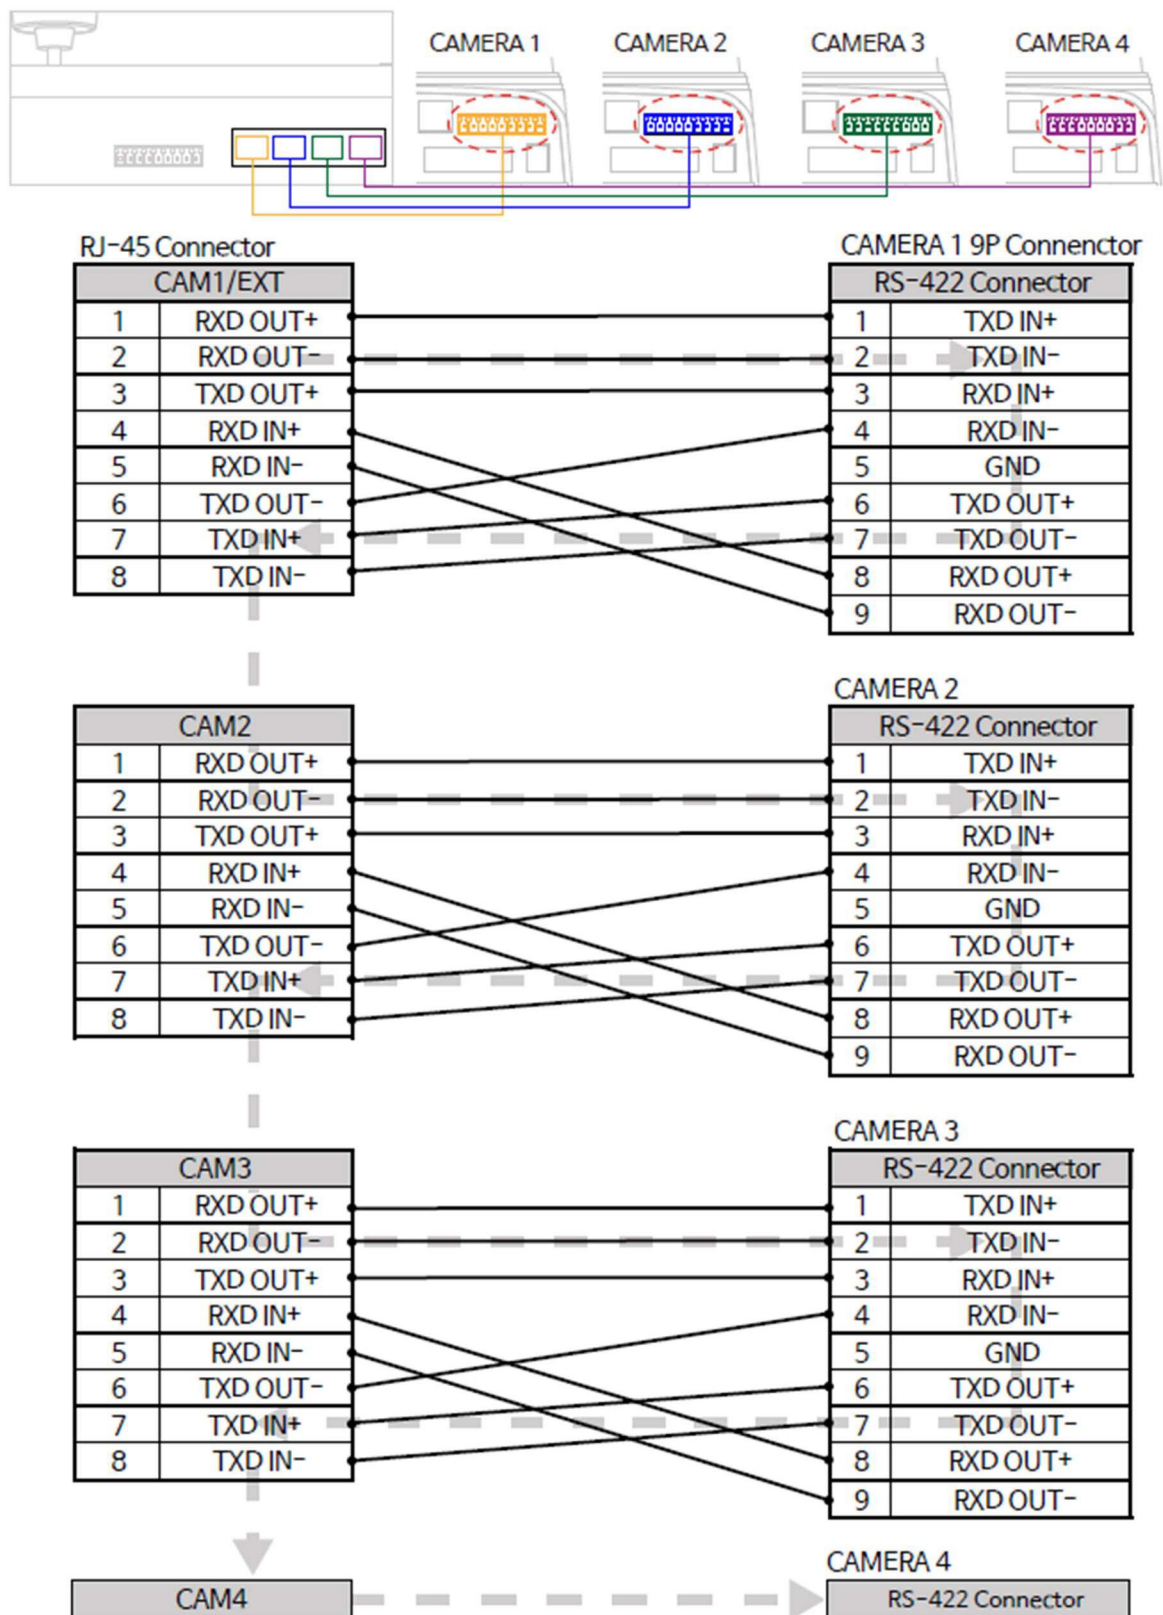 CAMERA 1 CAMERA 2 CAMERA 3 CAMERA 4
RJ-45 Connector CAMERA 1 9P Connenctor
CAM1/EXT RS-422 Connector
1 RXD OUT+ 1 TXD IN+
2 RXD OUT- 2 TXD IN-
3 TXD OUT+ 3 RXD IN+
4 RXD IN+ 4 RXD IN-
5 RXD IN- 5 GND
6 TXD OUT- 6 TXD OUT+
7 TXD IN+ 7 TXD OUT-
8 TXD IN- 8 RXD OUT+
9 RXD OUT-
CAMERA 2
CAM2 RS-422 Connector
1 RXD OUT+ 1 TXD IN+
2 RXD OUT- 2 TXD IN-
3 TXD OUT+ 3 RXD IN+
4 RXD IN+ 4 RXD IN-
5 RXD IN- 5 GND
6 TXD OUT- 6 TXD OUT+
7 TXD IN+ 7 TXD OUT-
8 TXD IN- 8 RXD OUT+
9 RXD OUT-
CAMERA 3
CAM3 RS-422 Connector
1 RXD OUT+ 1 TXD IN+
2 RXD OUT- 2 TXD IN-
3 TXD OUT+ 3 RXD IN+
4 RXD IN+ 4 RXD IN-
5 RXD IN- 5 GND
6 TXD OUT- 6 TXD OUT+
7 TXD IN+ 7 TXD OUT-
8 TXD IN- 8 RXD OUT+
9 RXD OUT-
CAMERA 4
CAM4 RS-422 Connector